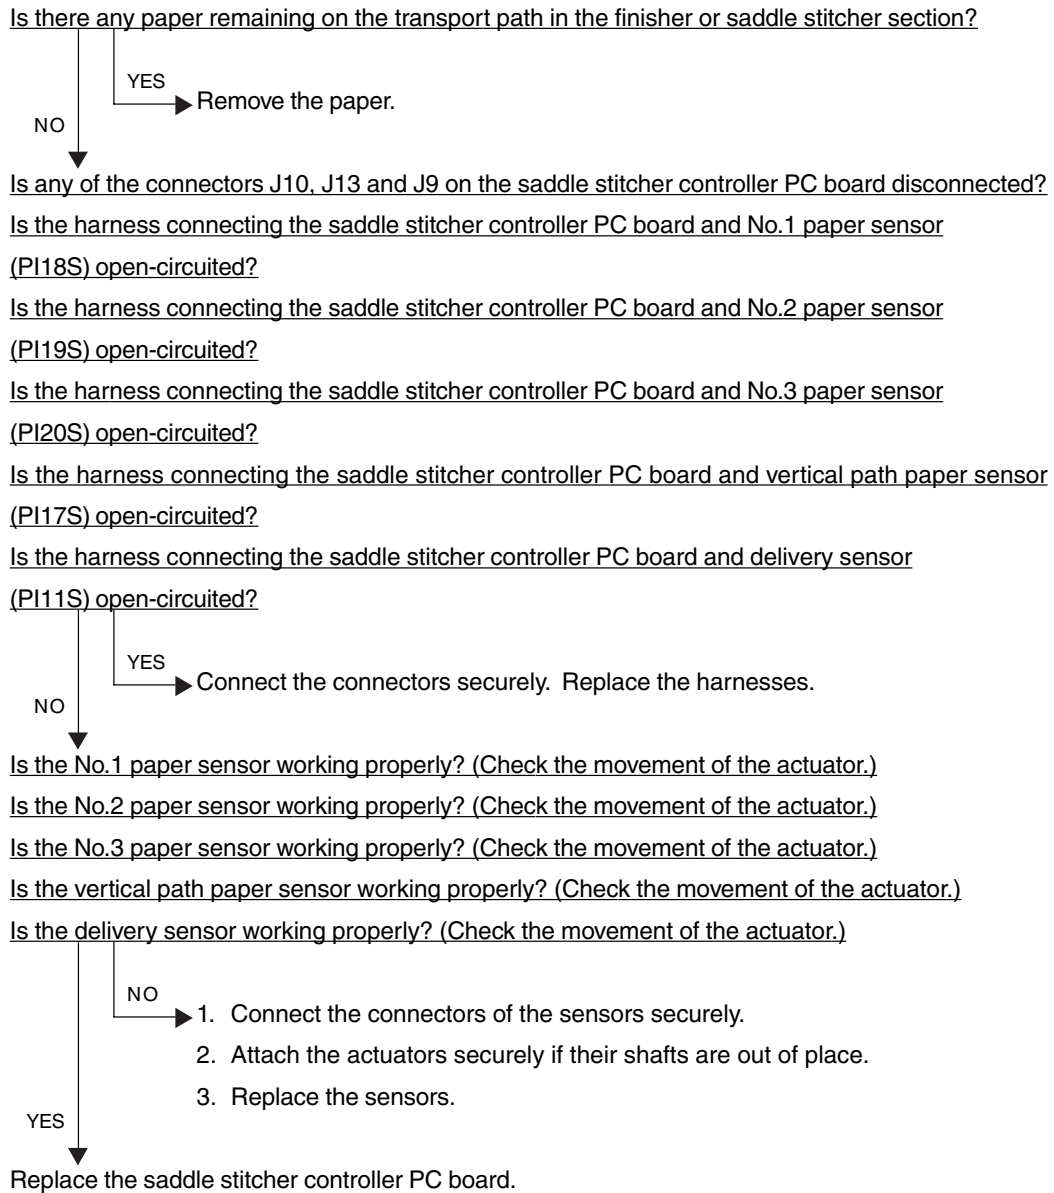 Is there any paper remaining on the transport path in the finisher or saddle stitcher section?
YES
Remove the paper.
NO
Is any of the connectors J10, J13 and J9 on the saddle stitcher controller PC board disconnected?
Is the harness connecting the saddle stitcher controller PC board and No.1 paper sensor
(PI18S) open-circuited?
Is the harness connecting the saddle stitcher controller PC board and No.2 paper sensor
(PI19S) open-circuited?
Is the harness connecting the saddle stitcher controller PC board and No.3 paper sensor
(PI20S) open-circuited?
Is the harness connecting the saddle stitcher controller PC board and vertical path paper sensor
(PI17S) open-circuited?
Is the harness connecting the saddle stitcher controller PC board and delivery sensor
(PI11S) open-circuited?
YES
Connect the connectors securely. Replace the harnesses.
NO
Is the No.1 paper sensor working properly? (Check the movement of the actuator.)
Is the No.2 paper sensor working properly? (Check the movement of the actuator.)
Is the No.3 paper sensor working properly? (Check the movement of the actuator.)
Is the vertical path paper sensor working properly? (Check the movement of the actuator.)
Is the delivery sensor working properly? (Check the movement of the actuator.)
NO
1. Connect the connectors of the sensors securely.
2. Attach the actuators securely if their shafts are out of place.
3. Replace the sensors.
YES
Replace the saddle stitcher controller PC board.